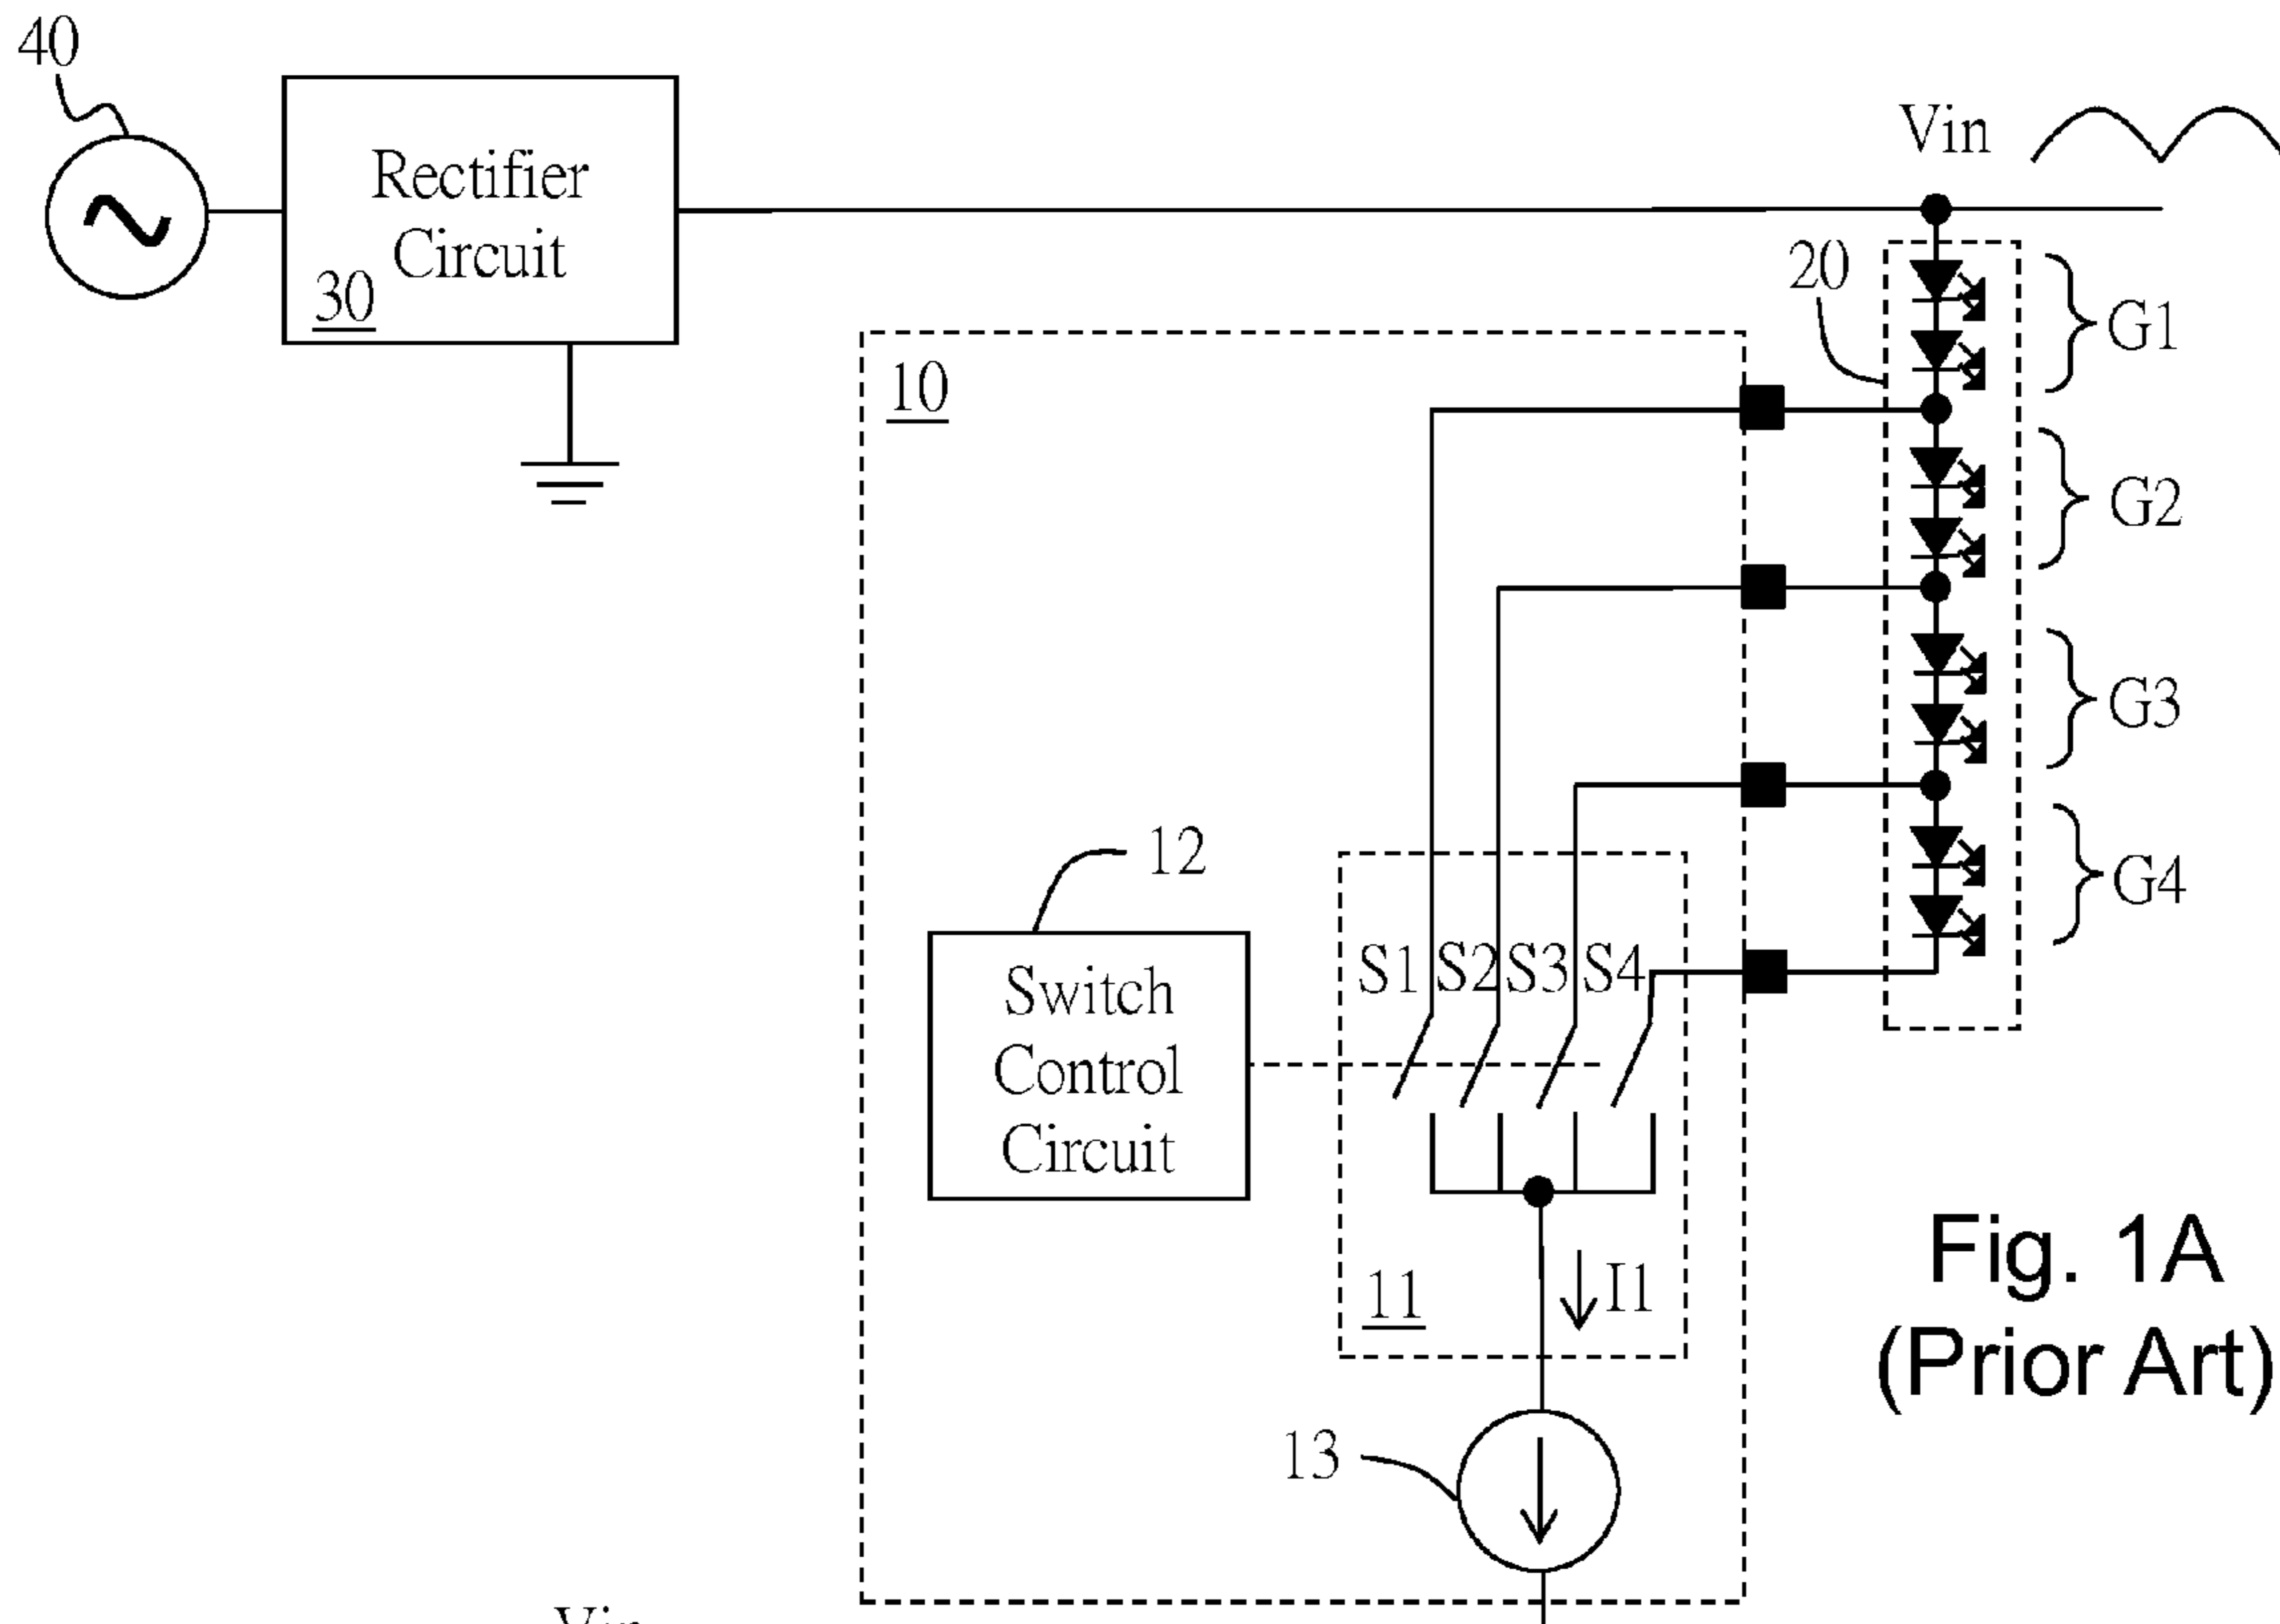 40
Rectifier
Circuit
30
Vin
20
G1
10
G2
G3
12
G4
S1 S2 S3 S4
Switch
Control
Circuit
I1
11
Fig. 1A
(Prior Art)
13
Vin